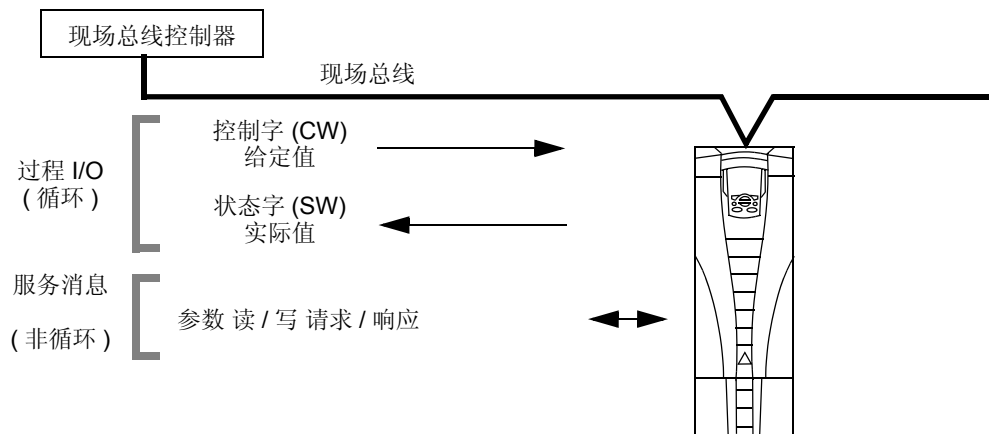 现场总线控制器
现场总线
控制字 (CW)
给定值
过程 I/O
( 循环 )
状态字 (SW)
实际值
服务消息
( 非循环 )
参数 读 / 写 请求 / 响应